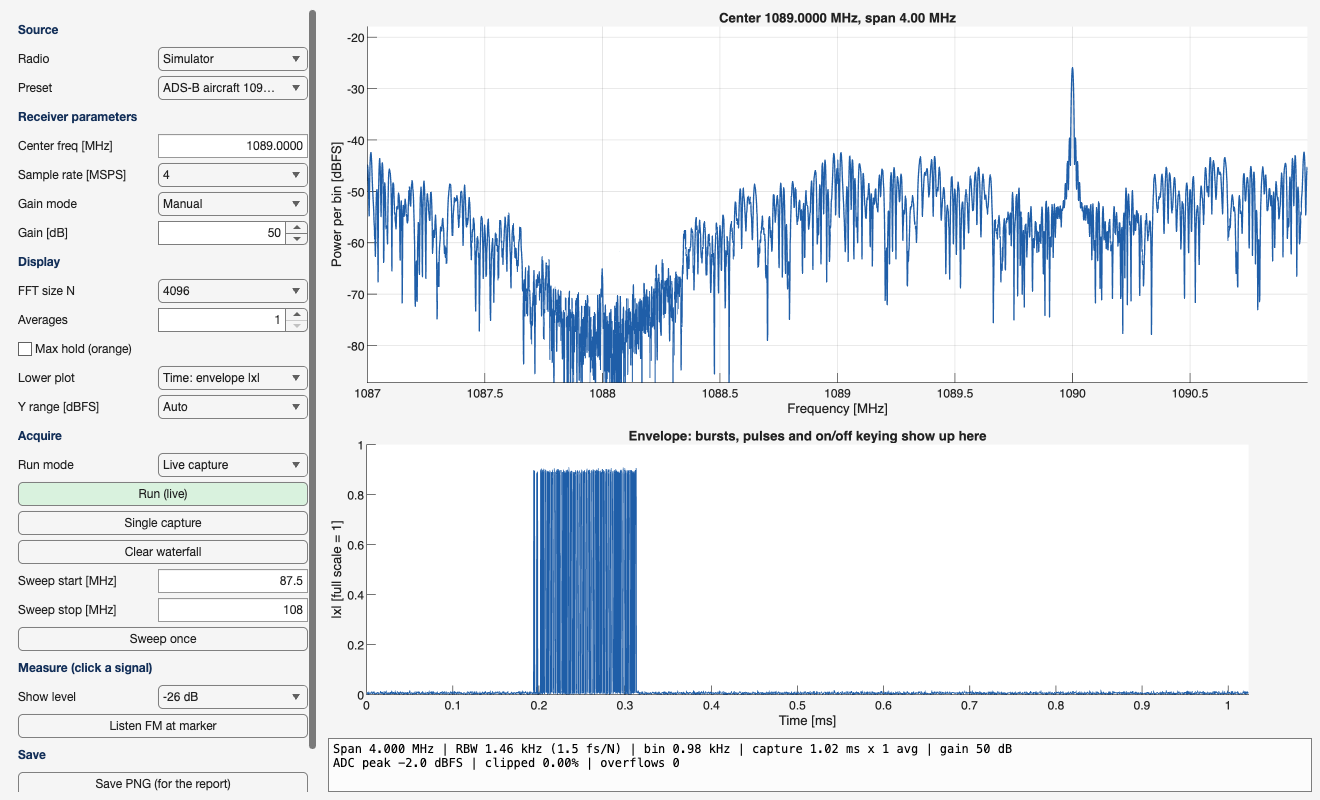 Source
Radio Simulator
Preset ADS-B aircraft 109...
Receiver parameters
Center freq [MHz] 1089.0000
Sample rate [MSPS] 4
Gain mode Manual
Gain [dB] 50
Display
FFT size N 4096
Averages 1
Max hold (orange)
Lower plot Time: envelope |x|
Y range [dBFS] Auto
Acquire
Run mode Live capture
Run (live)
Single capture
Clear waterfall
Sweep start [MHz] 87.5
Sweep stop [MHz] 108
Sweep once
Measure (click a signal)
Show level -26 dB
Listen FM at marker
Save
Save PNG (for the report)
Center 1089.0000 MHz, span 4.00 MHz
Power per bin [dBFS]
-20
-30
-40
-50
-60
-70
-80
1087 1087.5 1088 1088.5 1089 1089.5 1090 1090.5
Frequency [MHz]
Envelope: bursts, pulses and on/off keying show up here
|x| [full scale = 1]
1
0.8
0.6
0.4
0.2
0
0 0.1 0.2 0.3 0.4 0.5 0.6 0.7 0.8 0.9 1
Time [ms]
Span 4.000 MHz | RBW 1.46 kHz (1.5 fs/N) | bin 0.98 kHz | capture 1.02 ms x 1 avg | gain 50 dB
ADC peak −2.0 dBFS | clipped 0.00% | overflows 0